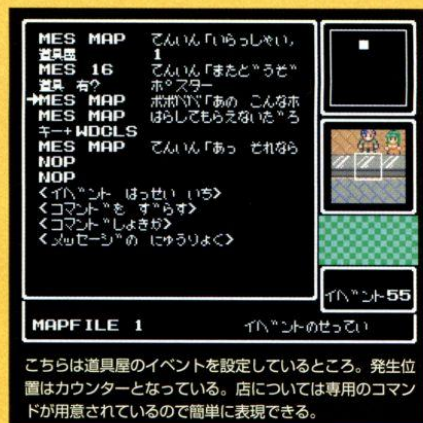 MES MAP てんいん「いらっしゃい。
道具屋 1
MES 16 てんいん「またど〝うぞ〝
道具 有? ホ°スター
→MES MAP ボボババ「あの こんなホ
MES MAP はらしてもらえないた〝ろ
キー+WDCLS
MES MAP てんいん「あっ それなら
NOP
NOP
<イヘ〝ント はっせい いち>
<コマント〝を す〝らす>
<コマント〝しょきか>
<メッセーシ〝の にゅうりょく>
イヘ〝ント55
MAPFILE 1 イヘ〝ントのせってい
こちらは道具屋のイベントを設定しているところ。発生位
置はカウンターとなっている。店については専用のコマン
ドが用意されているので簡単に表現できる。